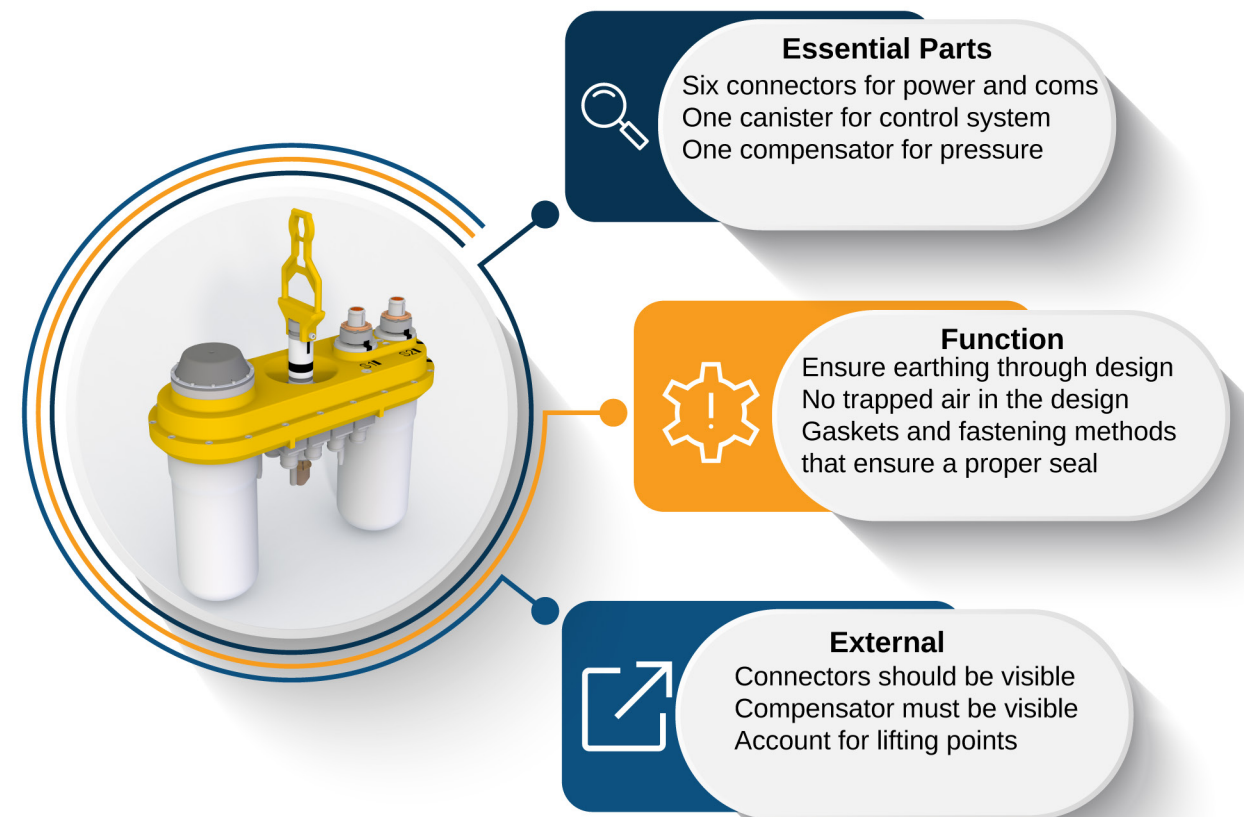 Essential Parts
Six connectors for power and coms
One canister for control system
One compensator for pressure
Function
Ensure earthing through design
No trapped air in the design
Gaskets and fastening methods
that ensure a proper seal
External
Connectors should be visible
Compensator must be visible
Account for lifting points